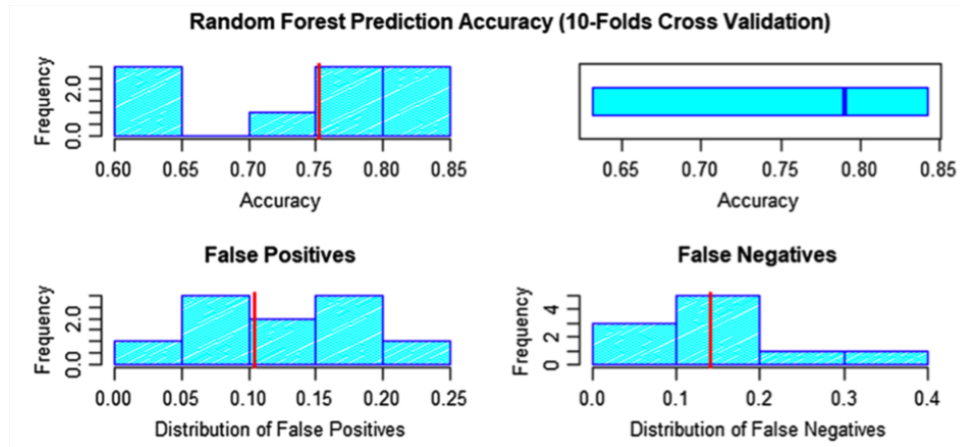 Random Forest Prediction Accuracy (10-Folds Cross Validation)
Frequency
0.0 2.0
0.60 0.65 0.70 0.75 0.80 0.85
Accuracy
0.65 0.70 0.75 0.80 0.85
Accuracy
False Positives
Frequency
0.0 2.0
0.00 0.05 0.10 0.15 0.20 0.25
Distribution of False Positives
False Negatives
Frequency
0 2 4
0.0 0.1 0.2 0.3 0.4
Distribution of False Negatives